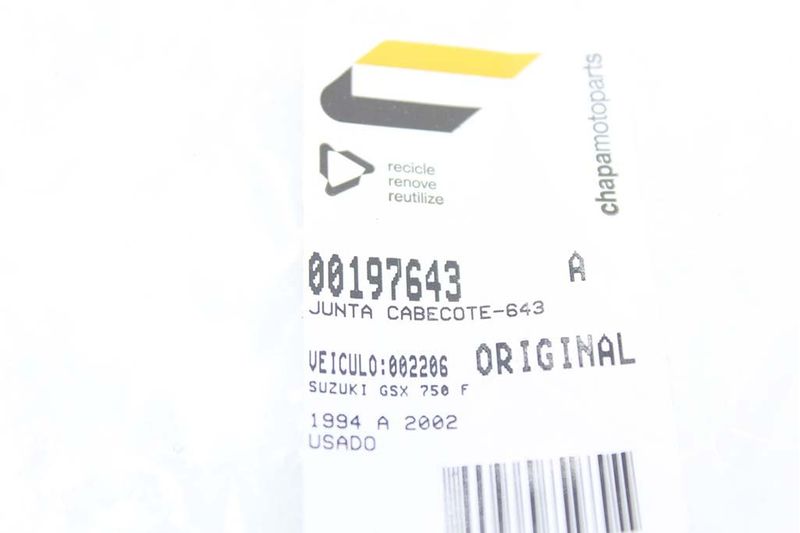 chapamotoparts
recicle
renove
reutilize
00197643 A
JUNTA CABECOTE-643
VEICULO:002206 ORIGINAL
SUZUKI GSX 750 F
1994 A 2002
USADO